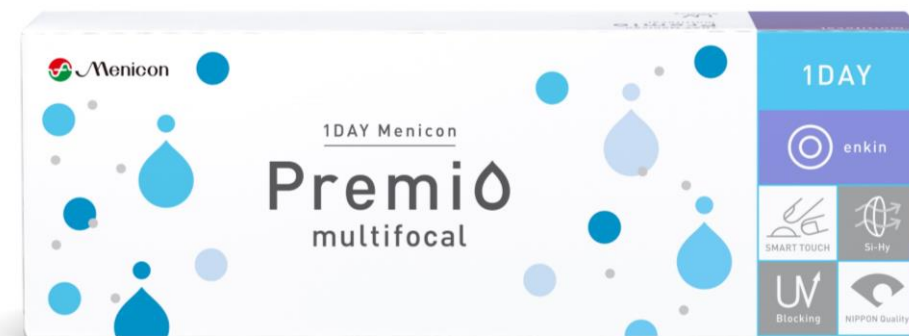 Menicon
1DAY Menicon
Premio
multifocal
1DAY
enkin
SMART TOUCH
Si-Hy
UV
Blocking
NIPPON Quality